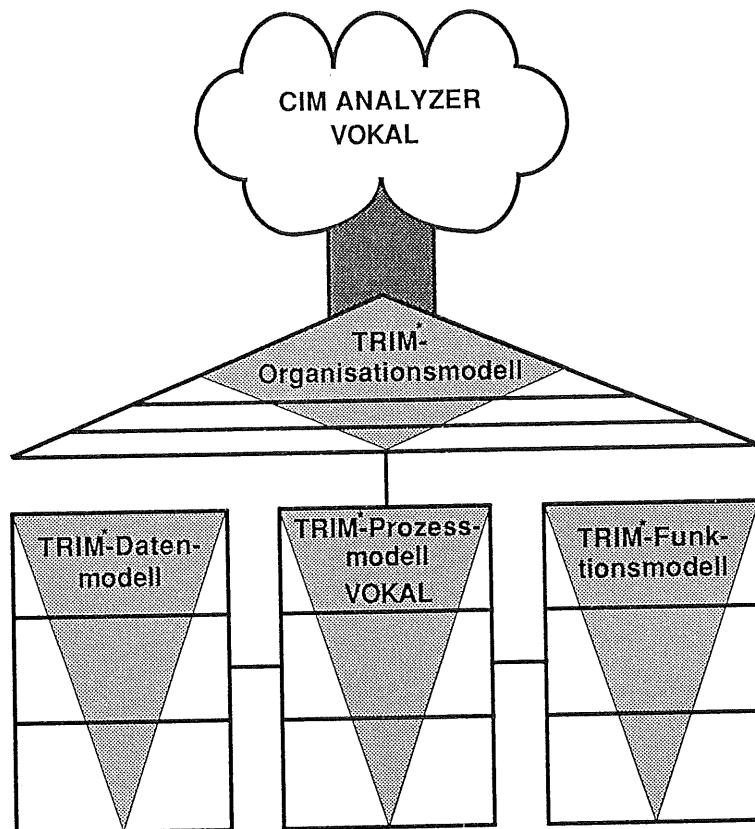 CIM ANALYZER
VOKAL
TRIM*-
Organisationsmodell
TRIM*-Daten-
modell
TRIM*-Prozess-
modell
VOKAL
TRIM*-Funk-
tionsmodell